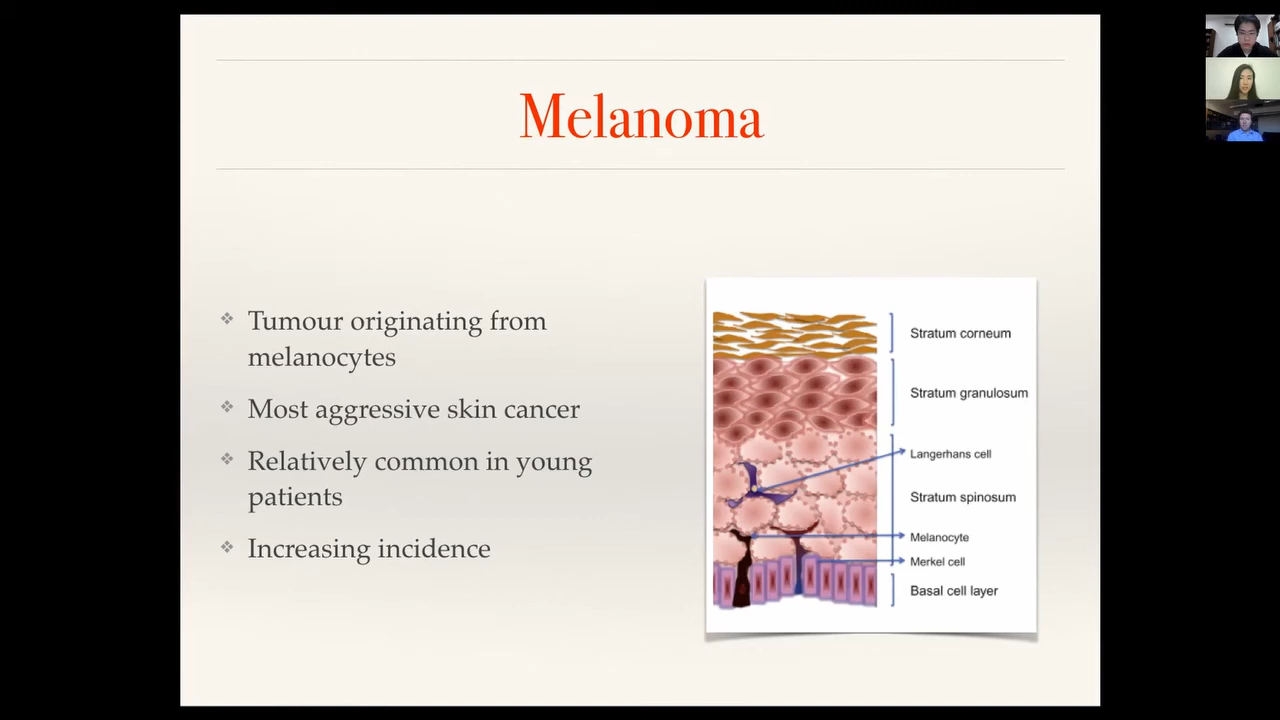 Melanoma
Tumour originating from
melanocytes
Most aggressive skin cancer
Relatively common in young
patients
Increasing incidence
Stratum corneum
Stratum granulosum
Langerhans cell
Stratum spinosum
Melanocyte
Merkel cell
Basal cell layer